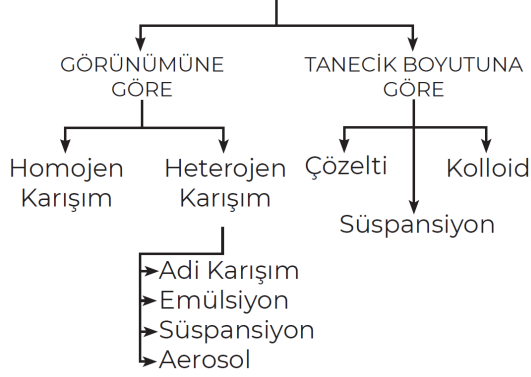 GÖRÜNÜMÜNE
GÖRE
TANECİK BOYUTUNA
GÖRE
Homojen
Karışım
Heterojen
Karışım
Çözelti
Kolloid
Süspansiyon
Adi Karışım
Emülsiyon
Süspansiyon
Aerosol